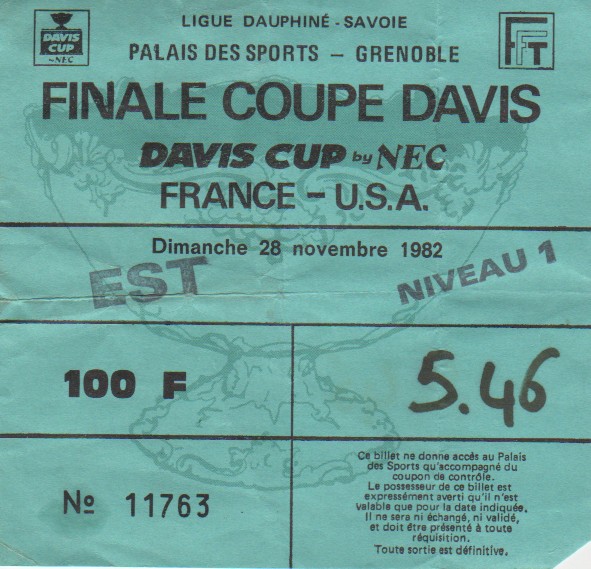 DAVIS
CUP
by NEC
LIGUE DAUPHINÉ - SAVOIE
PALAIS DES SPORTS – GRENOBLE
FFT
FINALE COUPE DAVIS
DAVIS CUP by NEC
FRANCE – U.S.A.
Dimanche 28 novembre 1982
EST
NIVEAU 1
100 F
5.46
Nº 11763
Ce billet ne donne accès au Palais
des Sports qu'accompagné du
coupon de contrôle.
Le possesseur de ce billet est
expressément averti qu'il n'est
valable que pour la date indiquée.
Il ne sera ni échangé, ni validé,
et doit être présenté à toute
réquisition.
Toute sortie est définitive.